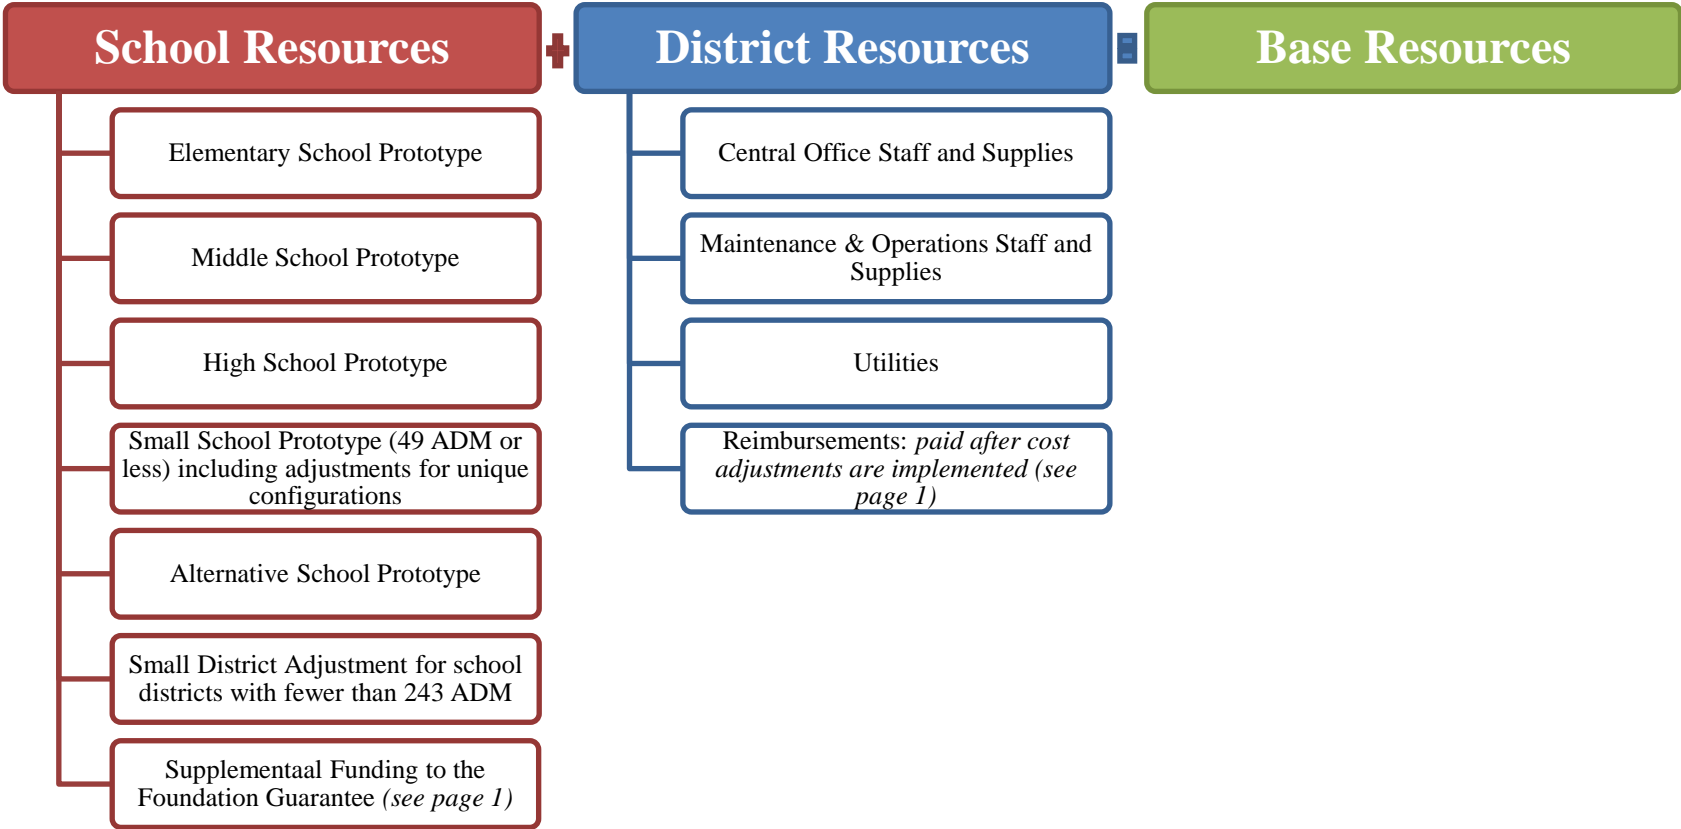 School Resources
District Resources
Base Resources
Elementary School Prototype
Middle School Prototype
High School Prototype
Small School Prototype (49 ADM or
less) including adjustments for unique
configurations
Alternative School Prototype
Small District Adjustment for school
districts with fewer than 243 ADM
Supplementaal Funding to the
Foundation Guarantee (see page 1)
Central Office Staff and Supplies
Maintenance & Operations Staff and
Supplies
Utilities
Reimbursements: paid after cost
adjustments are implemented (see
page 1)